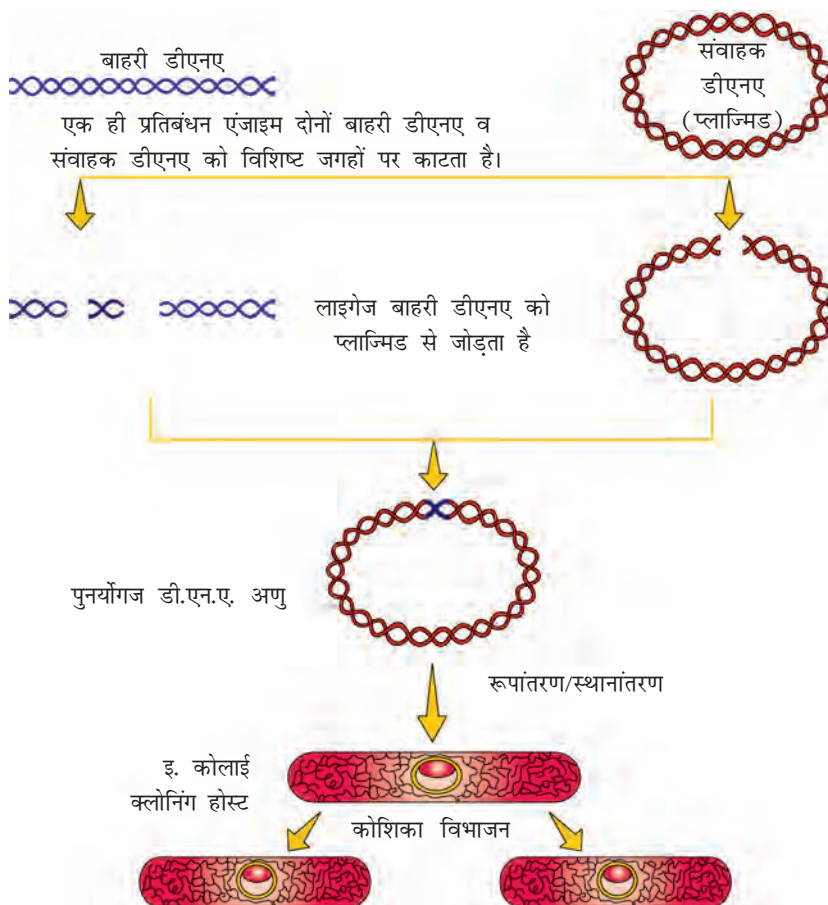 बाहरी डीएनए
संवाहक
डीएनए
(प्लाज्मिड)
एक ही प्रतिबंधन एंजाइम दोनों बाहरी डीएनए व
संवाहक डीएनए को विशिष्ट जगहों पर काटता है।
लाइगेज बाहरी डीएनए को
प्लाज्मिड से जोड़ता है
पुनर्योगज डी.एन.ए. अणु
रूपांतरण/स्थानांतरण
इ. कोलाई
क्लोनिंग होस्ट
कोशिका विभाजन